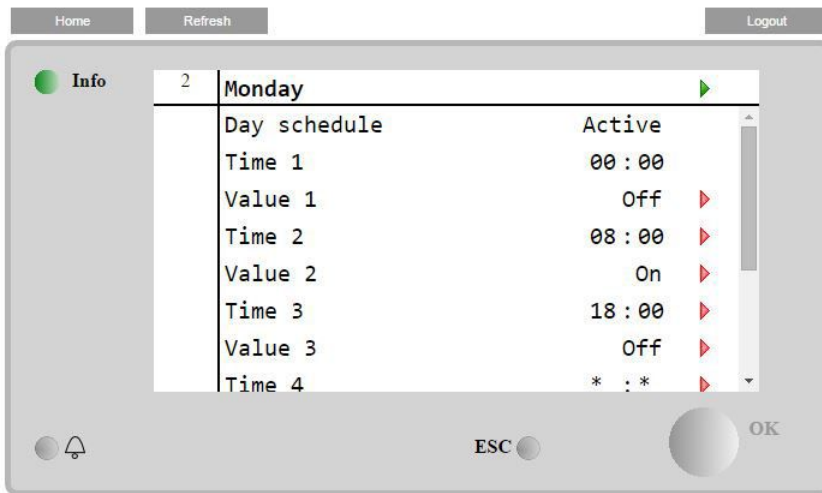 Home Refresh Logout
Info 2 Monday
Day schedule Active
Time 1 00:00
Value 1 Off
Time 2 08:00
Value 2 On
Time 3 18:00
Value 3 Off
Time 4 * :*
ESC OK